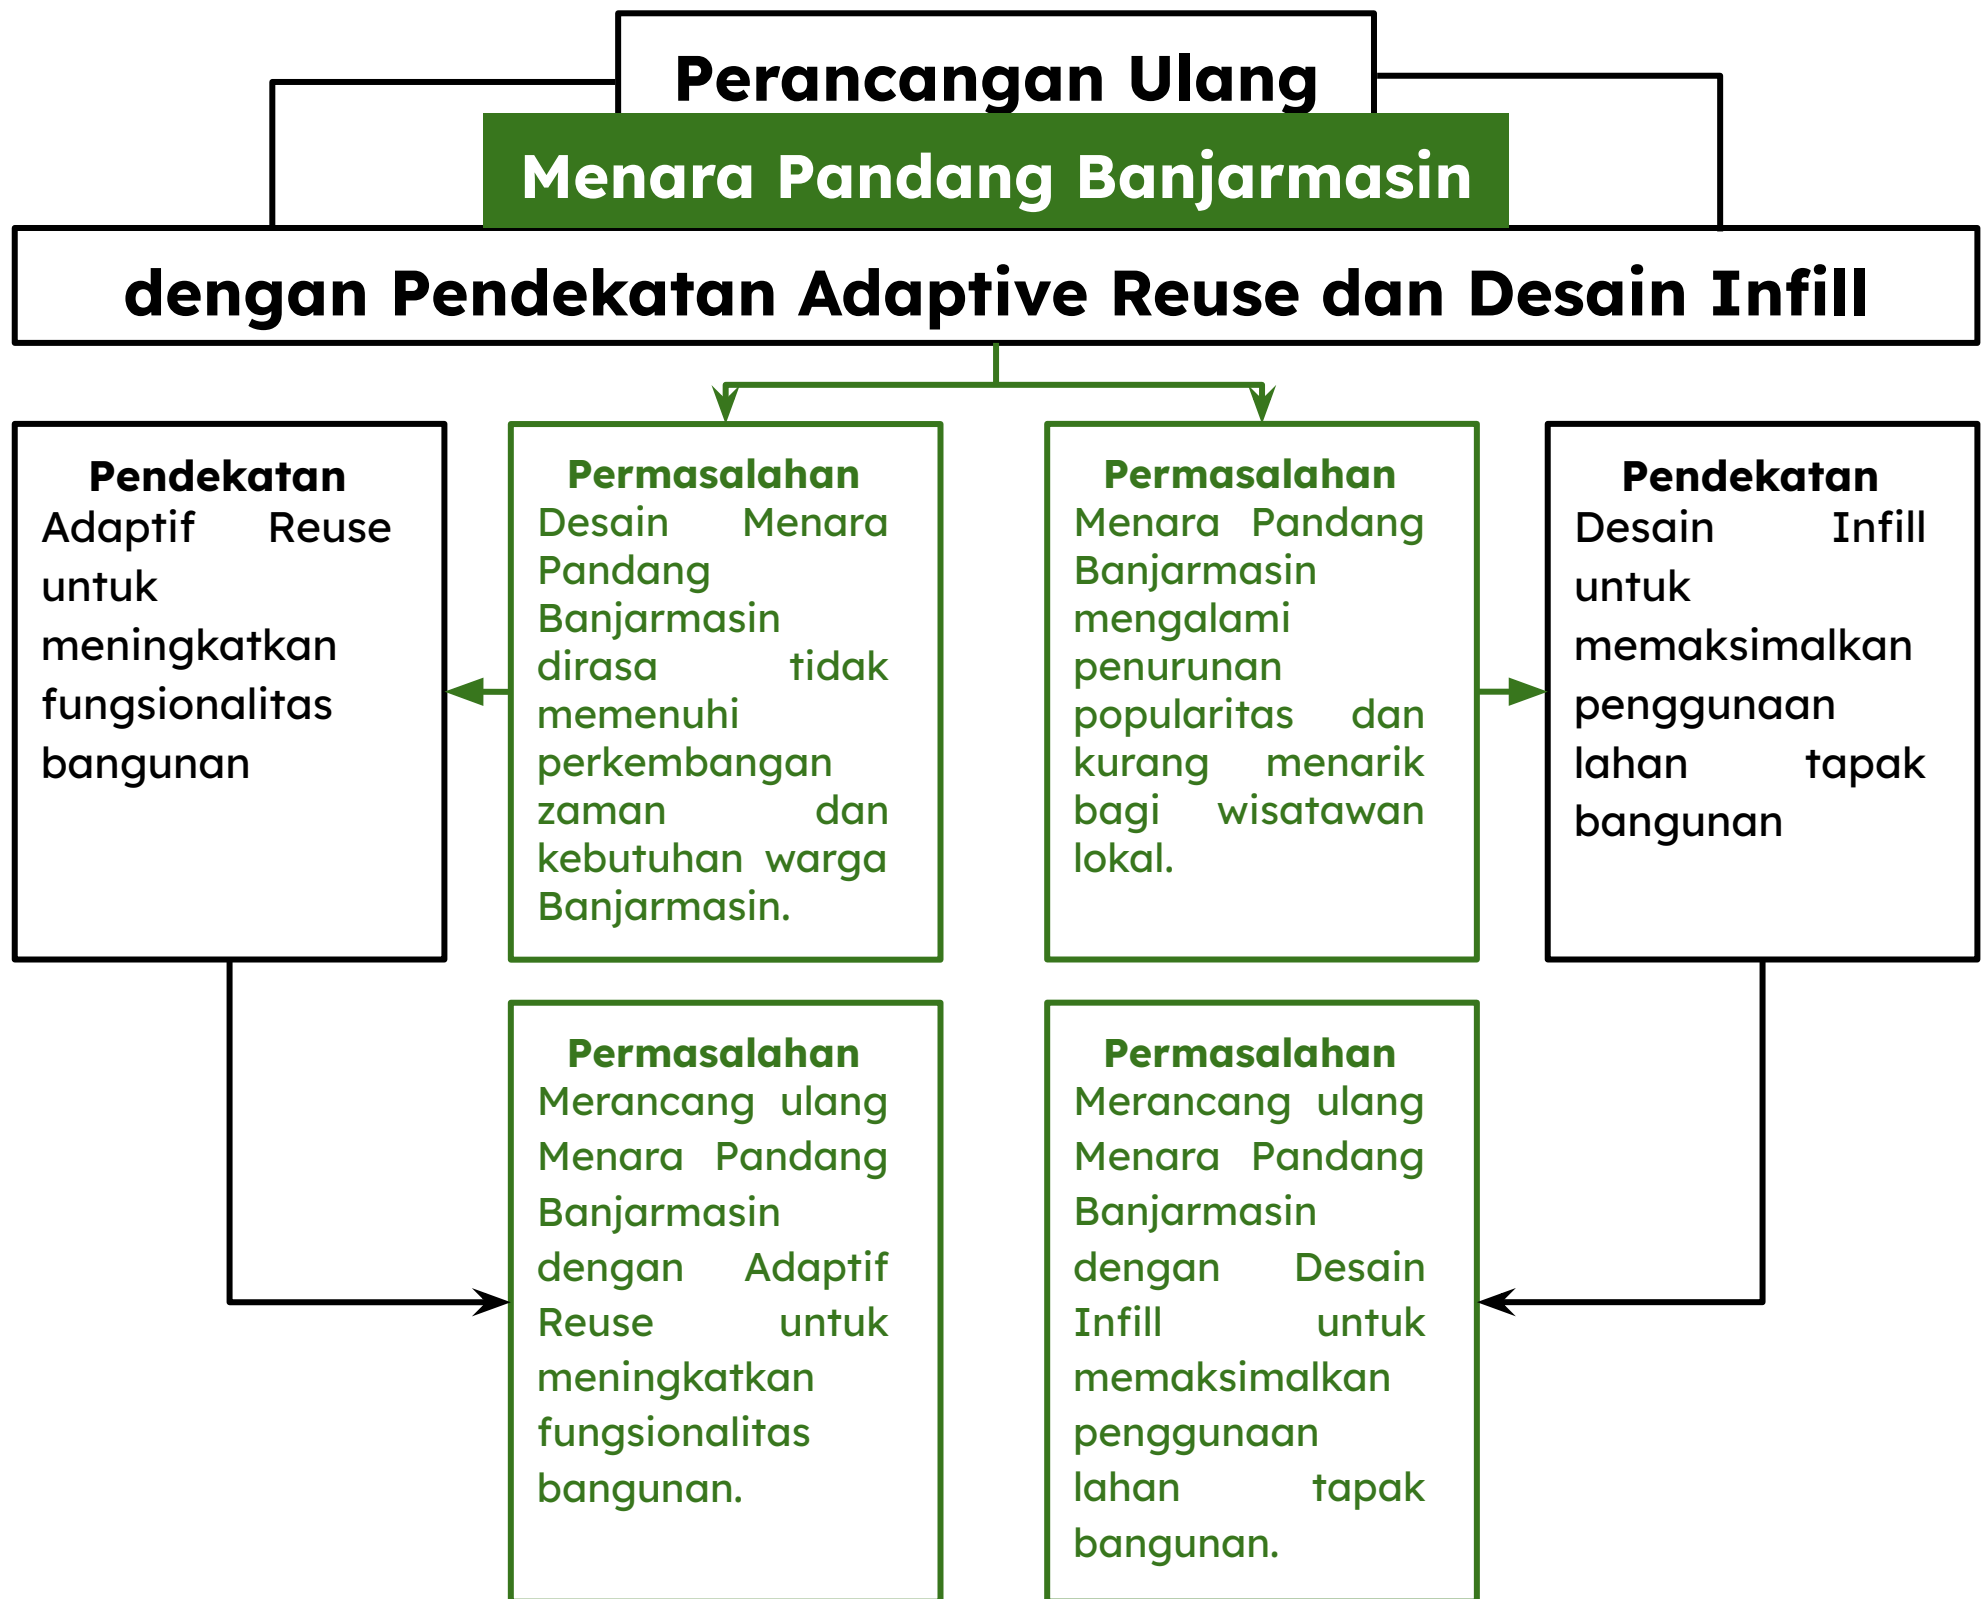 Perancangan Ulang
Menara Pandang Banjarmasin
dengan Pendekatan Adaptive Reuse dan Desain Infill
Pendekatan
Adaptif Reuse
untuk
meningkatkan
fungsionalitas
bangunan
Permasalahan
Desain Menara
Pandang
Banjarmasin
dirasa tidak
memenuhi
perkembangan
zaman dan
kebutuhan warga
Banjarmasin.
Permasalahan
Menara Pandang
Banjarmasin
mengalami
penurunan
popularitas dan
kurang menarik
bagi wisatawan
lokal.
Pendekatan
Desain Infill
untuk
memaksimalkan
penggunaan
lahan tapak
bangunan
Permasalahan
Merancang ulang
Menara Pandang
Banjarmasin
dengan Adaptif
Reuse untuk
meningkatkan
fungsionalitas
bangunan.
Permasalahan
Merancang ulang
Menara Pandang
Banjarmasin
dengan Desain
Infill untuk
memaksimalkan
penggunaan
lahan tapak
bangunan.